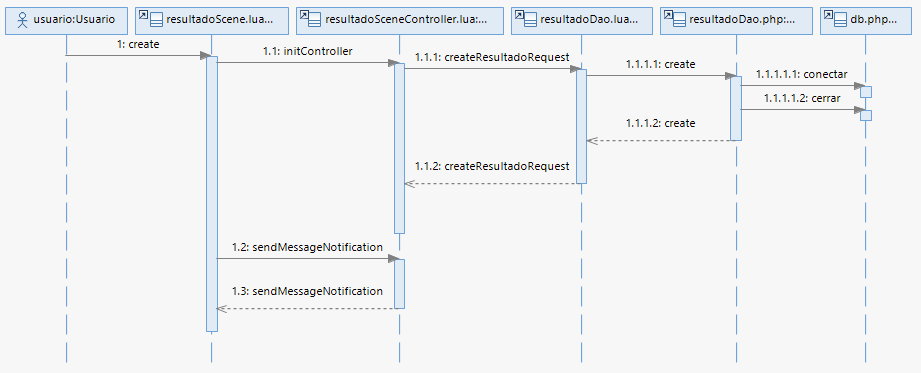 usuario:Usuario
resultadoScene.lua...
resultadoSceneController.lua:...
resultadoDao.lua...
resultadoDao.php:...
db.php...
1: create
1.1: initController
1.1.1: createResultadoRequest
1.1.1.1: create
1.1.1.1.1: conectar
1.1.1.1.2: cerrar
1.1.1.2: create
1.1.2: createResultadoRequest
1.2: sendMessageNotification
1.3: sendMessageNotification